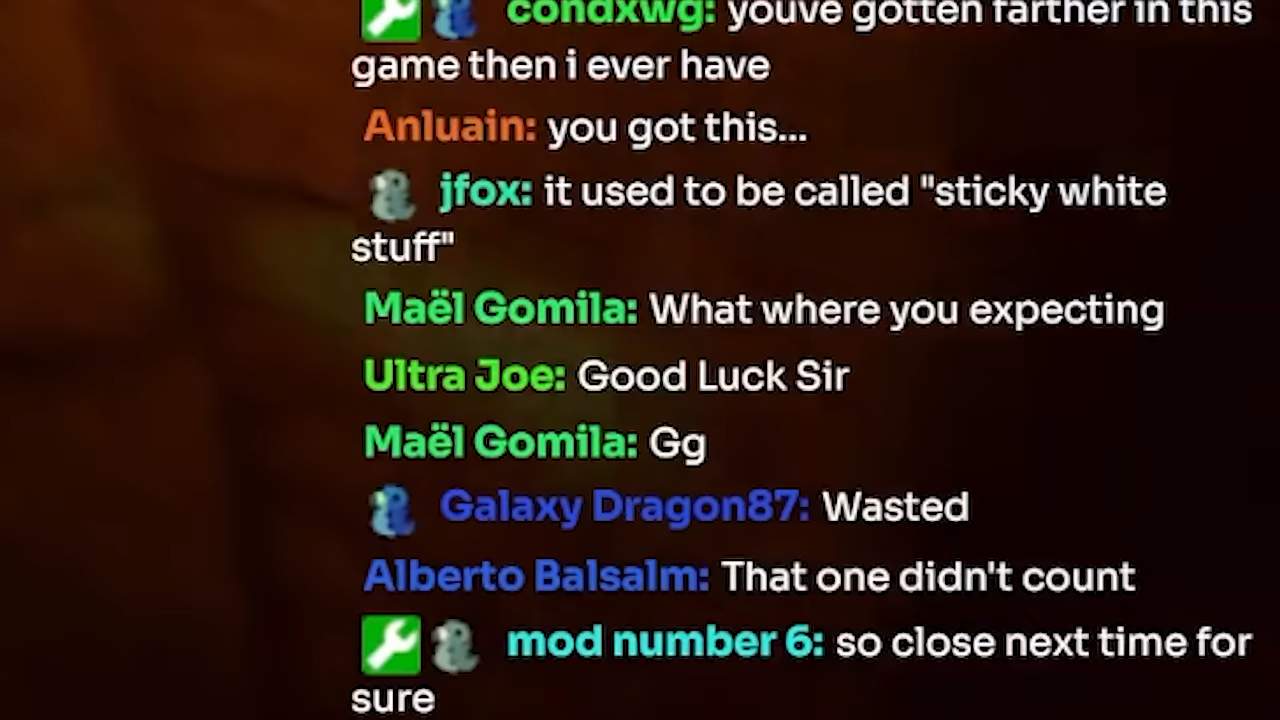 condxwg: youve gotten farther in this
game then i ever have
Anluain: you got this...
jfox: it used to be called "sticky white
stuff"
Maël Gomila: What where you expecting
Ultra Joe: Good Luck Sir
Maël Gomila: Gg
Galaxy Dragon87: Wasted
Alberto Balsalm: That one didn't count
mod number 6: so close next time for
sure